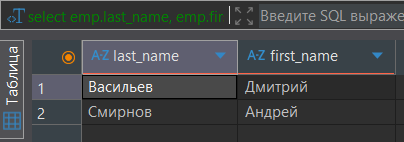 select emp.last_name, emp.fir
Введите SQL выраже
Таблица
A-Z last_name
A-Z first_name
1 Васильев Дмитрий
2 Смирнов Андрей